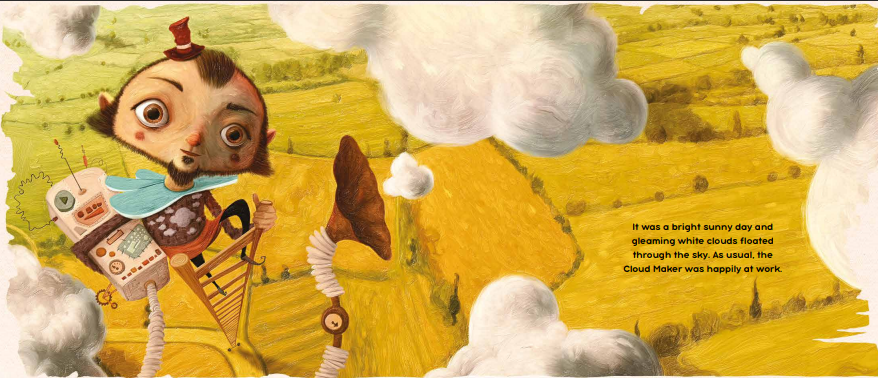 It was a bright sunny day and
gleaming white clouds floated
through the sky. As usual, the
Cloud Maker was happily at work.